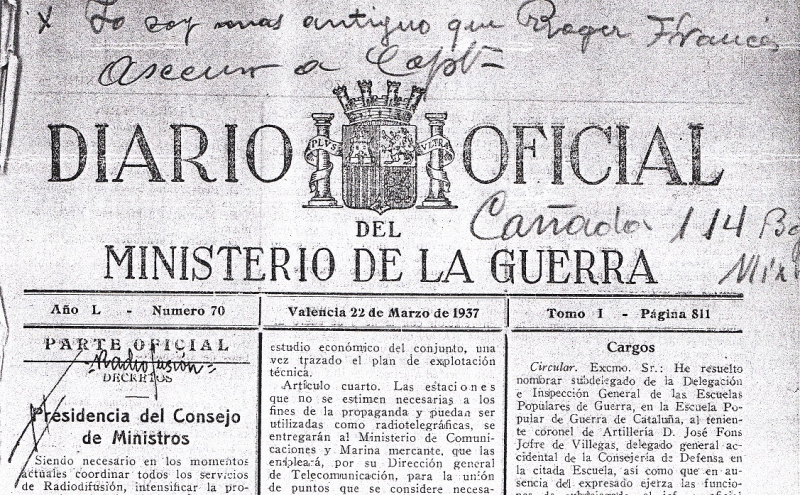 x Yo soy mas antiguo que Roger Francés
Ascenso a Capt
PLVS VLTRA
DIARIO OFICIAL
DEL
MINISTERIO DE LA GUERRA
Cañada 114 Bg
Mix
Año L - Numero 70
Valencia 22 de Marzo de 1937
Tomo I - Página 811
PARTE OFICIAL
Radiofusión
DECRETOS
Presidencia del Consejo
de Ministros
Siendo necesario en los momentos
actuales coordinar todos los servicios
de Radiodifusión, intensificar la pro-
estudio económico del conjunto, una
vez trazado el plan de explotación
técnica.
Artículo cuarto. Las estaciones
que no se estimen necesarias a los
fines de la propaganda y puedan ser
utilizadas como radiotelegráficas, se
entregarán al Ministerio de Comuni-
caciones y Marina mercante, que las
empleará, por su Dirección general
de Telecomunicación, para la unión
de puntos que se considere necesa-
Cargos
Circular. Excmo. Sr.: He resuelto
nombrar subdelegado de la Delegación
e Inspección General de las Escuelas
Populares de Guerra, en la Escuela Po-
pular de Guerra de Cataluña, al tenien-
te coronel de Artillería D. José Fons
Jofre de Villegas, delegado general ac-
cidental de la Consejería de Defensa en
la citada Escuela, así como que en au-
sencia del expresado ejerza las funcio-